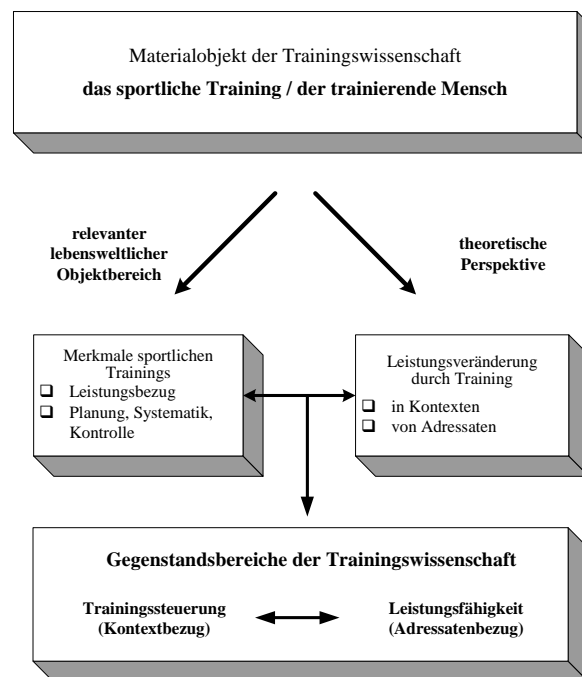 Materialobjekt der Trainingswissenschaft
das sportliche Training / der trainierende Mensch
relevanter
lebensweltlicher
Objektbereich
theoretische
Perspektive
Merkmale sportlichen
Trainings
❑ Leistungsbezug
❑ Planung, Systematik,
Kontrolle
Leistungsveränderung
durch Training
❑ in Kontexten
❑ von Adressaten
Gegenstandsbereiche der Trainingswissenschaft
Trainingssteuerung
(Kontextbezug)
Leistungsfähigkeit
(Adressatenbezug)